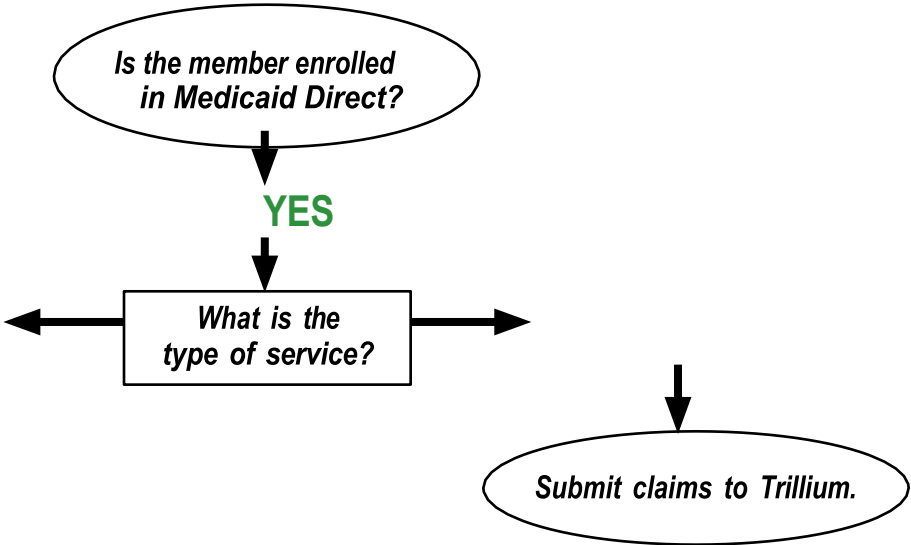 Is the member enrolled
in Medicaid Direct?
YES
What is the
type of service?
Submit claims to Trillium.